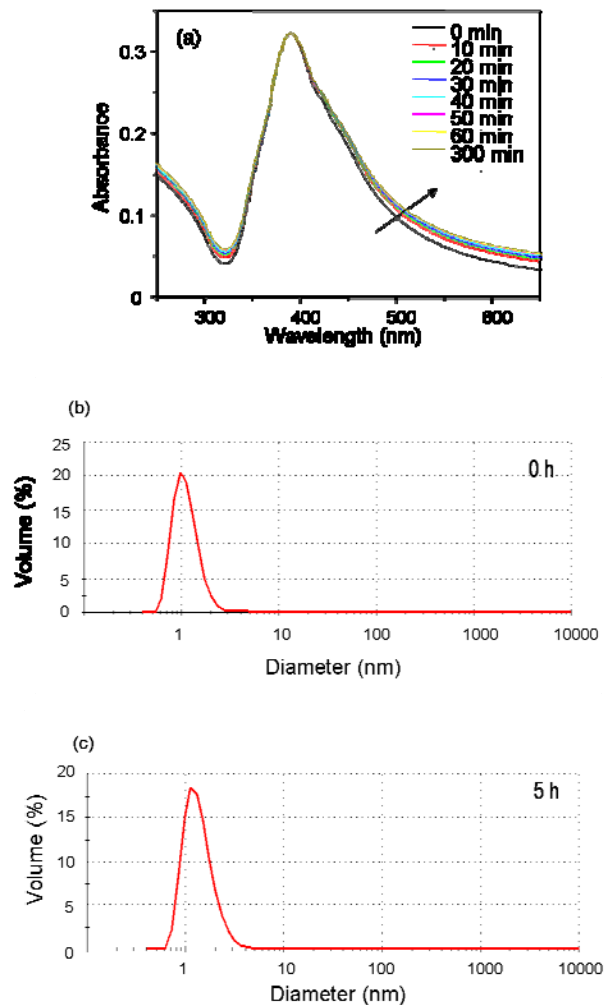 (a)
0.3
0.2
0.1
0
Absorbance
0 min
10 min
20 min
30 min
40 min
50 min
60 min
300 min
300
400
500
600
Wavelength (nm)
(b)
25
20
15
10
5
0
Volume (%)
0 h
1
10
100
1000
10000
Diameter (nm)
(c)
20
15
10
5
0
Volume (%)
5 h
1
10
100
1000
10000
Diameter (nm)